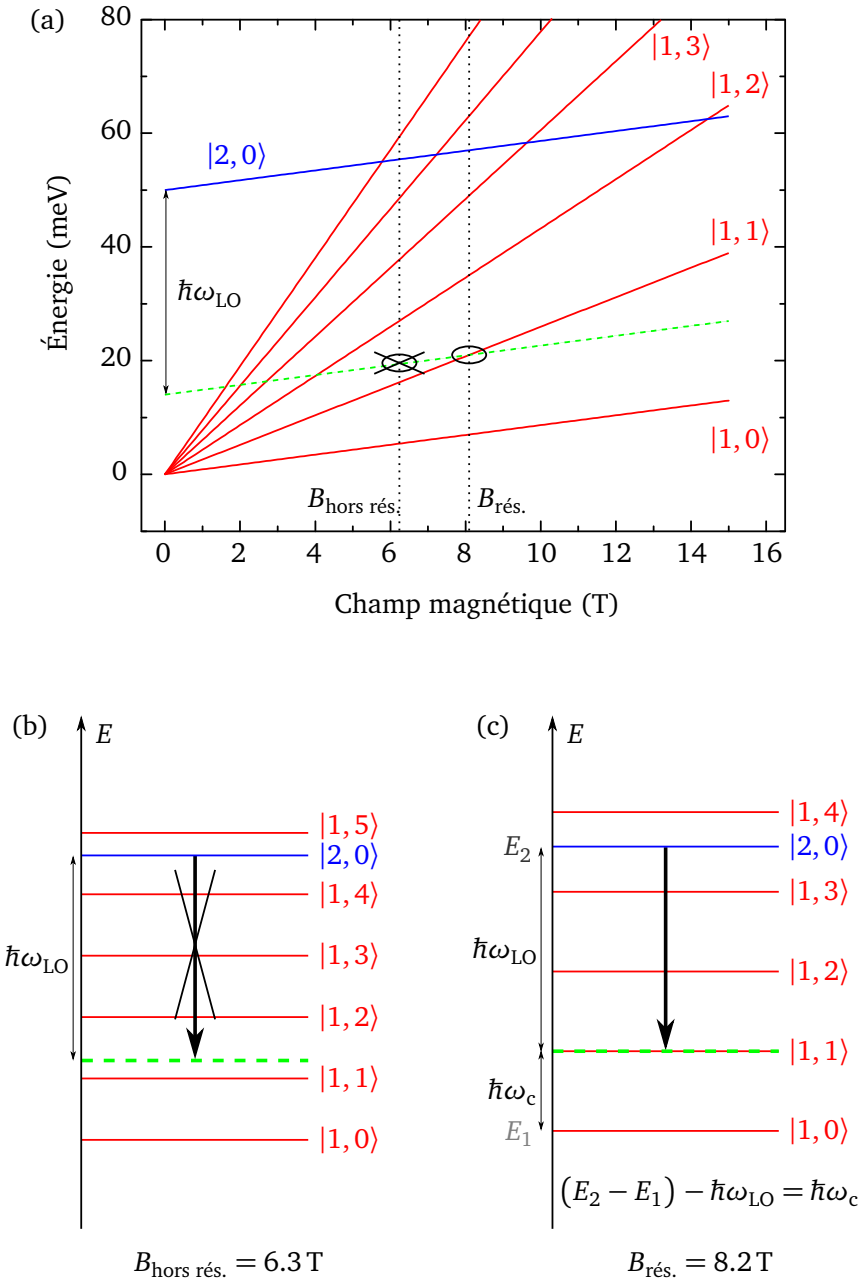 (a)
80
60
40
20
0
Énergie (meV)
|1, 3⟩
|1, 2⟩
|2, 0⟩
|1, 1⟩
ℏω_LO
|1, 0⟩
B_hors rés.
B_rés.
0 2 4 6 8 10 12 14 16
Champ magnétique (T)
(b)
E
|1, 5⟩
|2, 0⟩
|1, 4⟩
ℏω_LO
|1, 3⟩
|1, 2⟩
|1, 1⟩
|1, 0⟩
B_hors rés. = 6.3 T
(c)
E
|1, 4⟩
E_2
|2, 0⟩
|1, 3⟩
ℏω_LO
|1, 2⟩
|1, 1⟩
ℏω_c
E_1
|1, 0⟩
(E_2 − E_1) − ℏω_LO = ℏω_c
B_rés. = 8.2 T